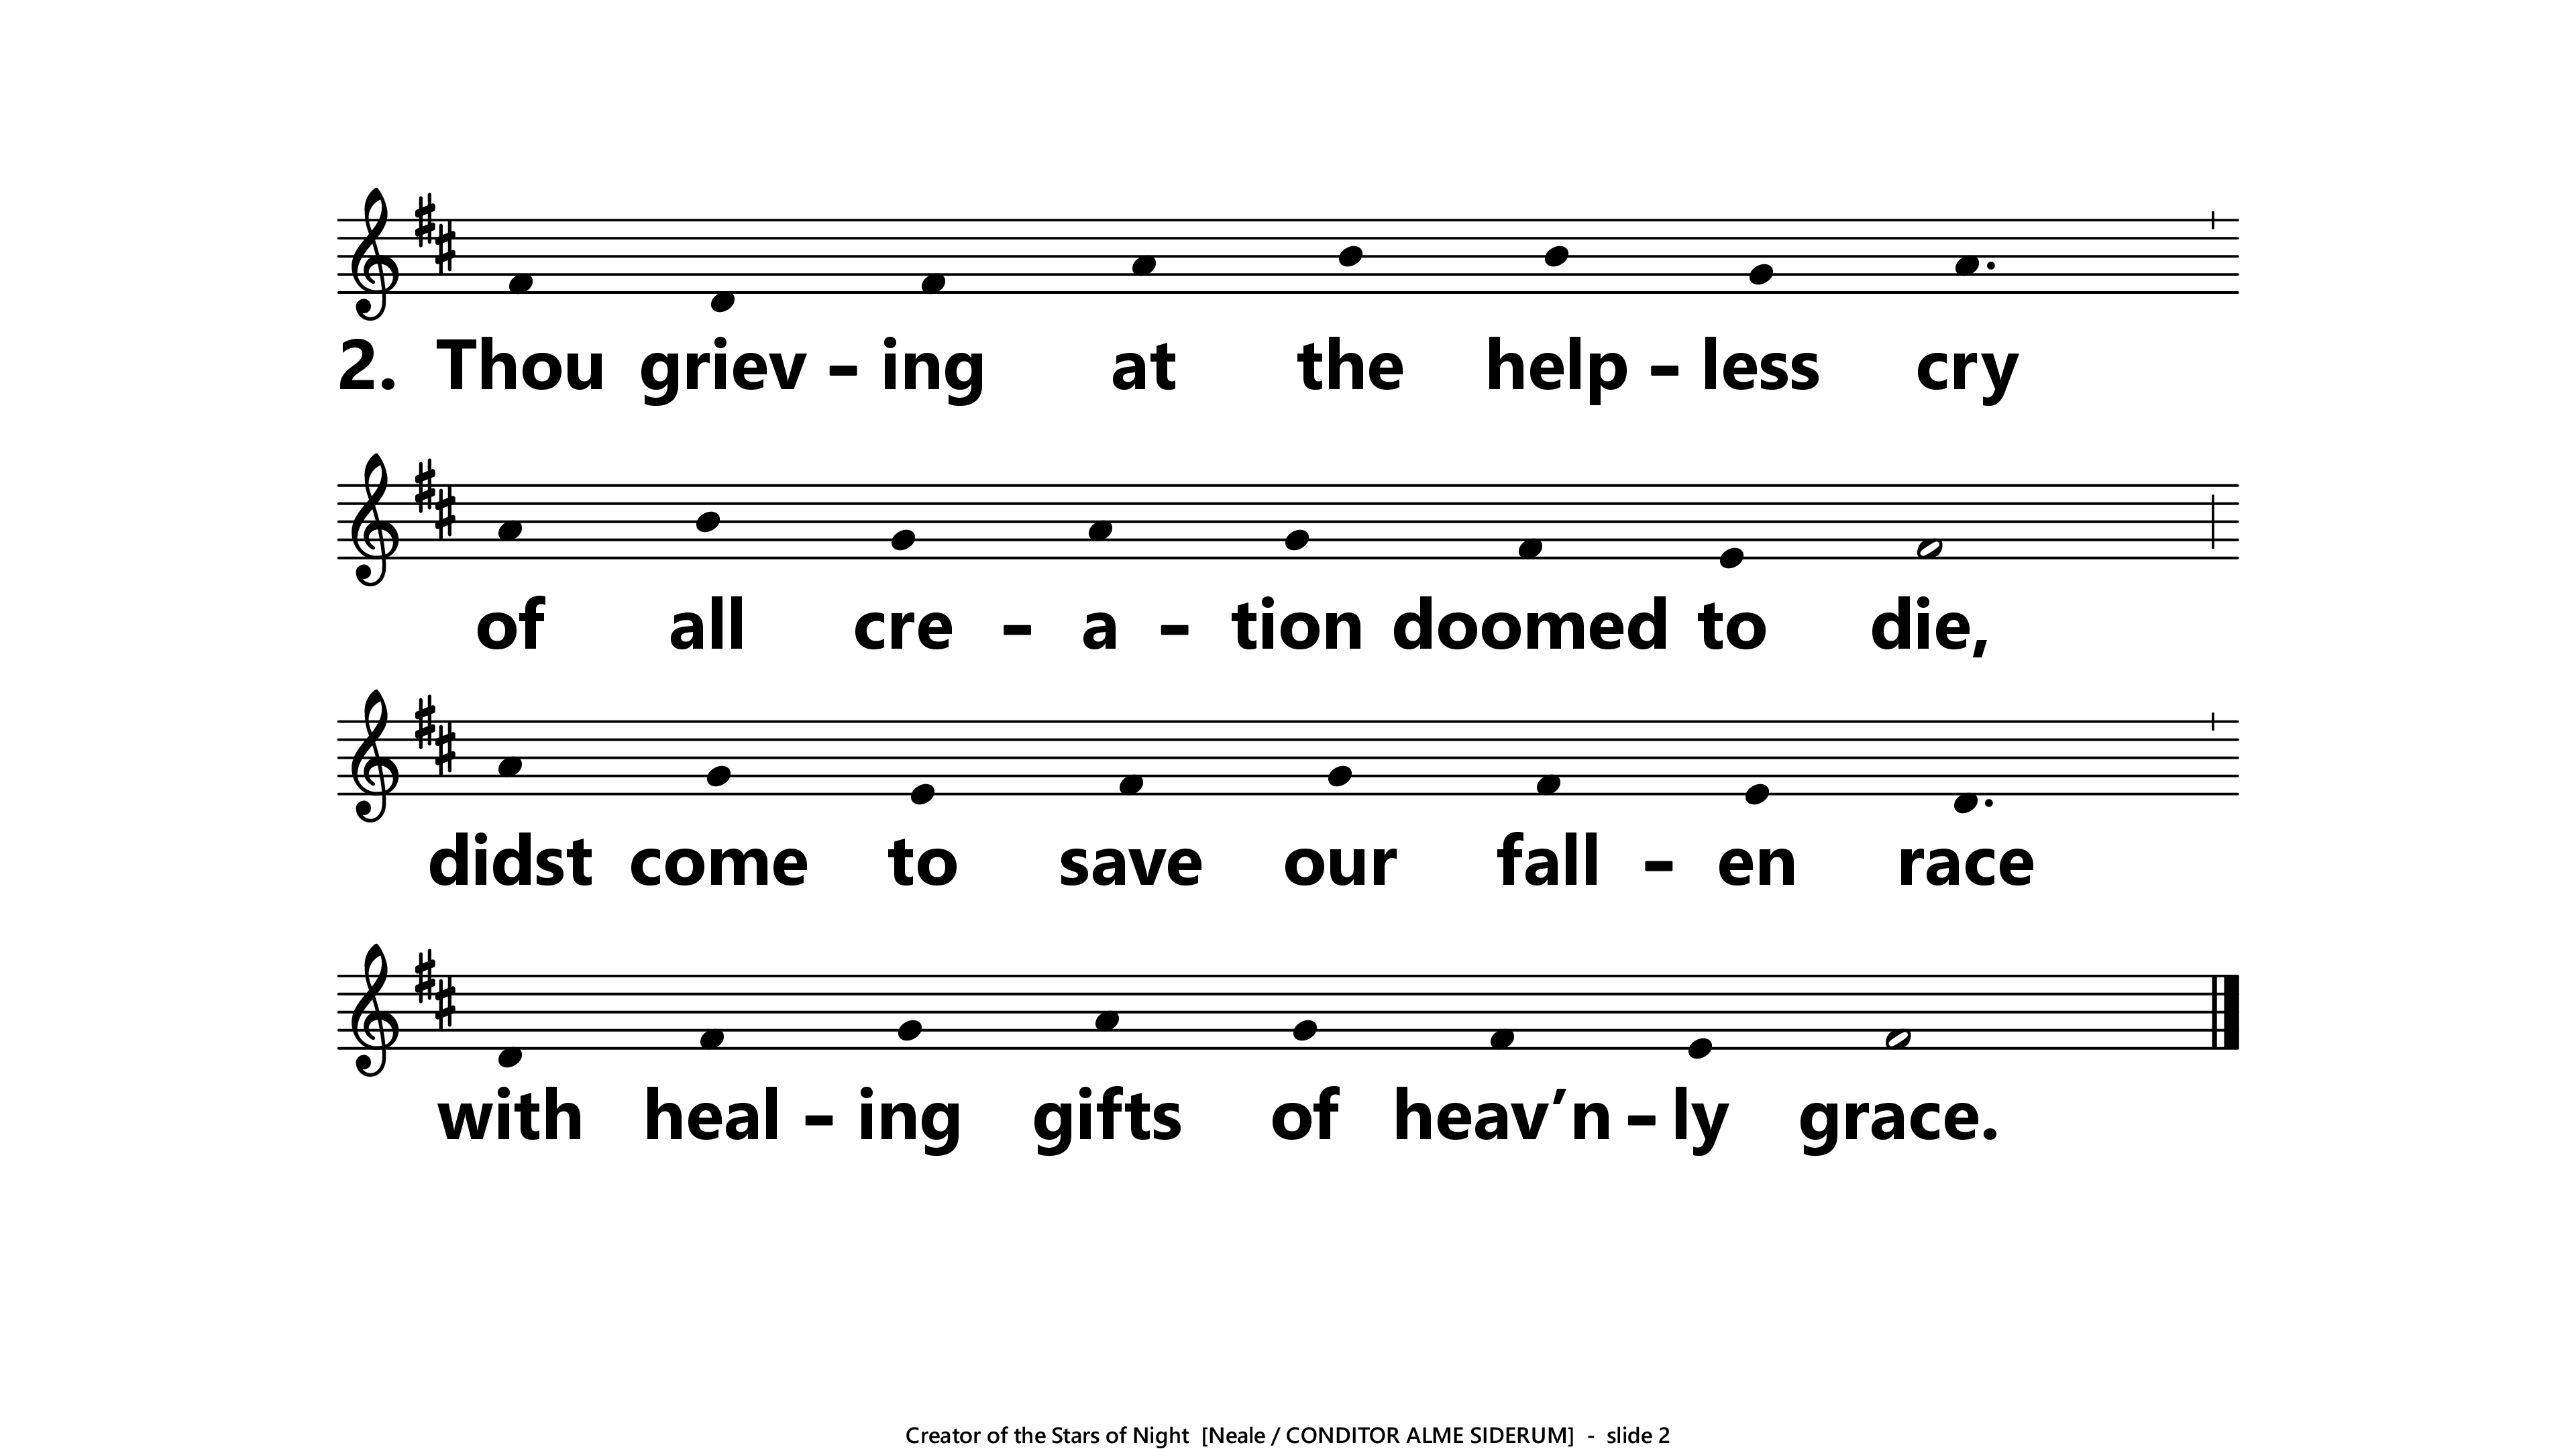 2. Thou griev - ing at the help - less cry
of all cre - a - tion doomed to die,
didst come to save our fall - en race
with heal - ing gifts of heav’n - ly grace.
Creator of the Stars of Night [Neale / CONDITOR ALME SIDERUM] - slide 2